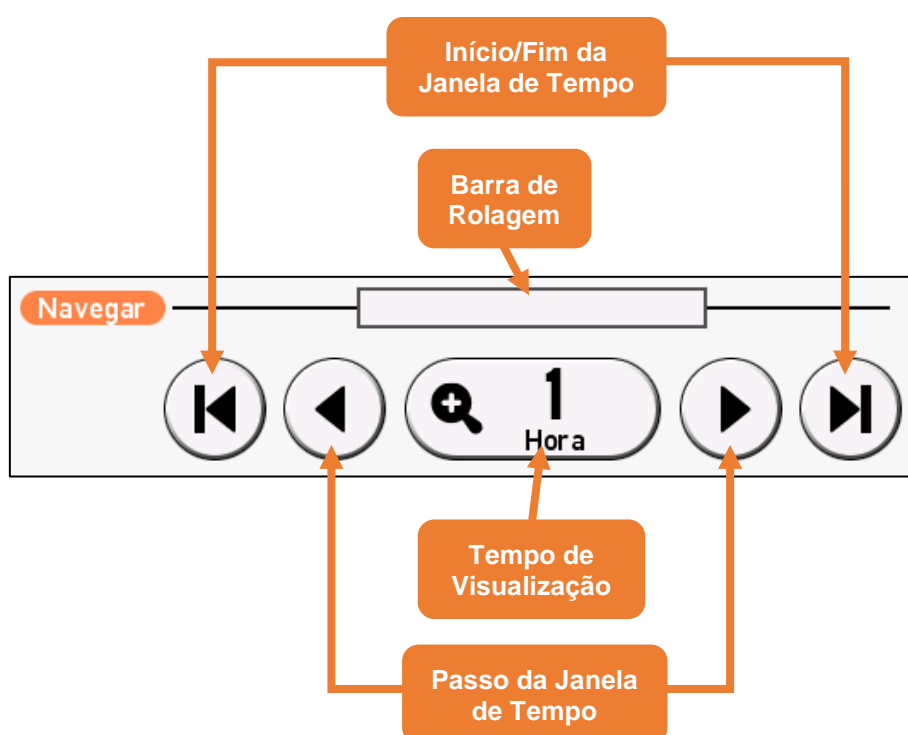 Início/Fim da
Janela de Tempo
Barra de
Rolagem
Navegar
1
Hora
Tempo de
Visualização
Passo da Janela
de Tempo